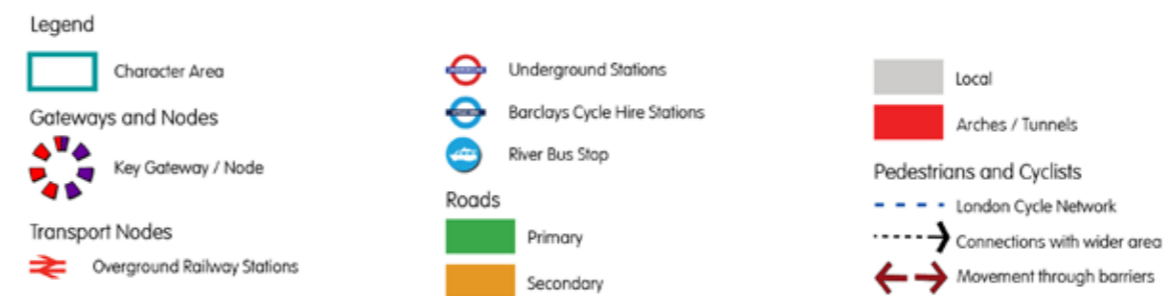 Legend
Character Area
Gateways and Nodes
Key Gateway / Node
Transport Nodes
Overground Railway Stations
Underground Stations
Barclays Cycle Hire Stations
River Bus Stop
Roads
Primary
Secondary
Local
Arches / Tunnels
Pedestrians and Cyclists
London Cycle Network
Connections with wider area
Movement through barriers